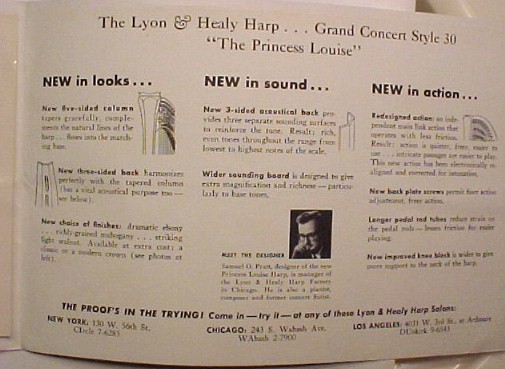 The Lyon & Healy Harp . . . Grand Concert Style 30
"The Princess Louise"
NEW in looks . . .
New five-sided column
tapers gracefully, comple-
ments the natural lines of the
harp . . . flows into the match-
ing base.
New three-sided back harmonizes
perfectly with the tapered column
(has a vital acoustical purpose too —
see below).
New choice of finishes: dramatic ebony
. . . richly-grained mahogany . . . striking
light walnut. Available at extra cost: a
classic or a modern crown (see photos at
left).
NEW in sound . . .
New 3-sided acoustical back pro-
vides three separate sounding surfaces
to reinforce the tone. Result: rich,
even tones throughout the range from
lowest to highest notes of the scale.
Wider sounding board is designed to give
extra magnification and richness — particu-
larly to bass tones.
MEET THE DESIGNER
Samuel O. Pratt, designer of the new
Princess Louise Harp, is manager of
the Lyon & Healy Harp Factory
in Chicago. He is also a pianist,
composer and former concert flutist.
NEW in action . . .
Redesigned action: an inde-
pendent main link action that
operates with less friction.
Result: action is quieter, freer, easier to
use . . . intricate passages are easier to play.
This new action has been electronically re-
aligned and corrected for intonation.
New back plate screws permit finer action
adjustment, freer action.
Longer pedal rod tubes reduce strain on
the pedal rods — lessen friction for easier
playing.
New improved knee block is wider to give
more support to the neck of the harp.
THE PROOF'S IN THE TRYING! Come in — try it — at any of these Lyon & Healy Harp Salons:
NEW YORK: 130 W. 56th St.
CIrcle 7-6285
CHICAGO: 243 S. Wabash Ave.
WAbash 2-7900
LOS ANGELES: 4031 W. 3rd St., at Ardmore
DUnkirk 9-6543